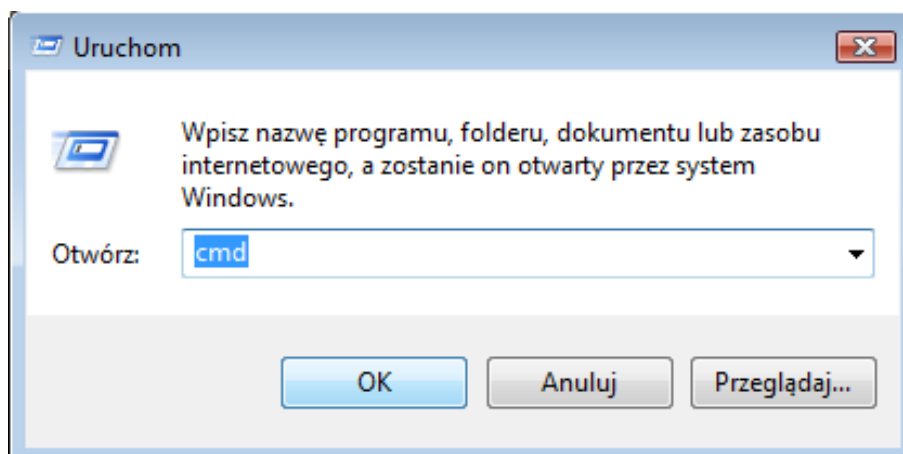 Uruchom
Wpisz nazwę programu, folderu, dokumentu lub zasobu
internetowego, a zostanie on otwarty przez system
Windows.
Otwórz: cmd
OK Anuluj Przeglądaj...